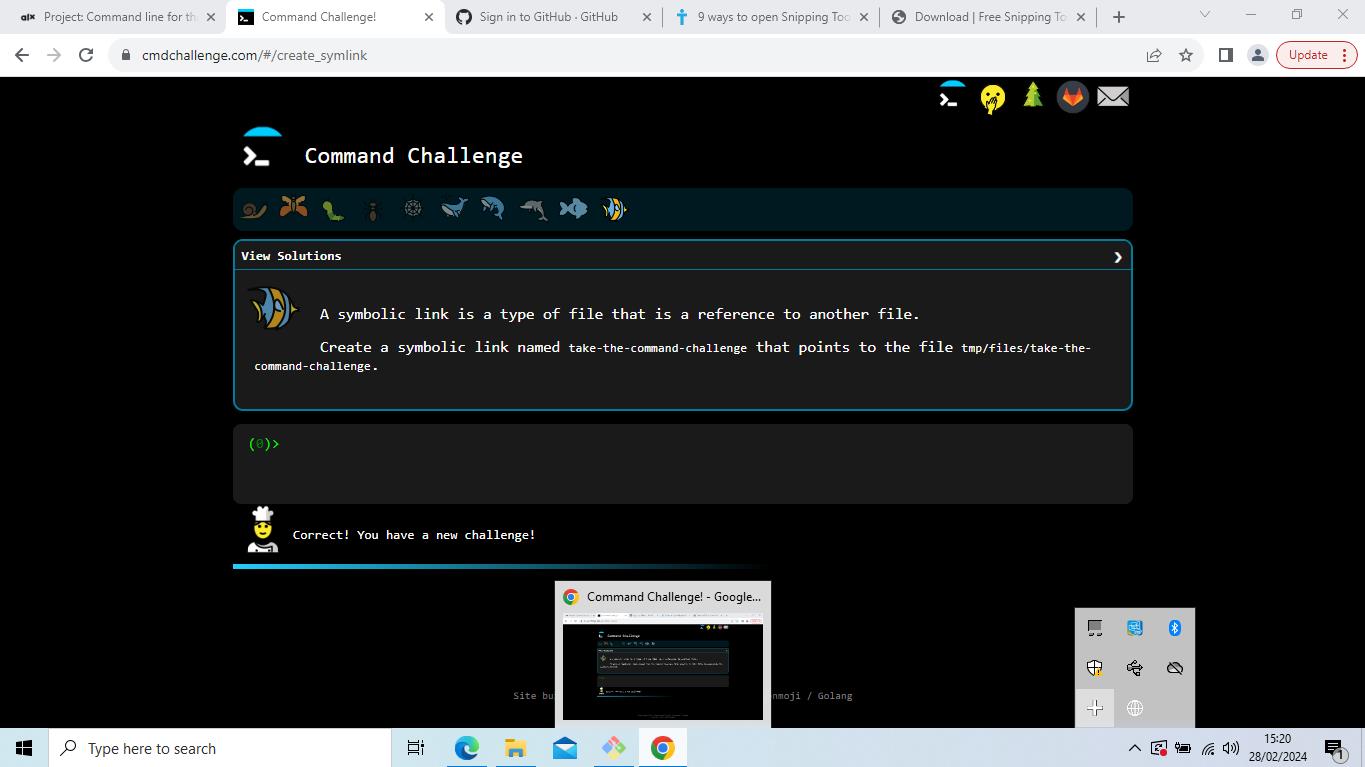 Project: Command line for th
Command Challenge!
Sign in to GitHub · GitHub
9 ways to open Snipping Too
Download | Free Snipping To
cmdchallenge.com/#/create_symlink
Update
Command Challenge
View Solutions
A symbolic link is a type of file that is a reference to another file.
Create a symbolic link named take-the-command-challenge that points to the file tmp/files/take-the-
command-challenge.
(0)>
Correct! You have a new challenge!
Command Challenge! - Google...
Site bu
nmoji / Golang
Type here to search
15:20
28/02/2024
1